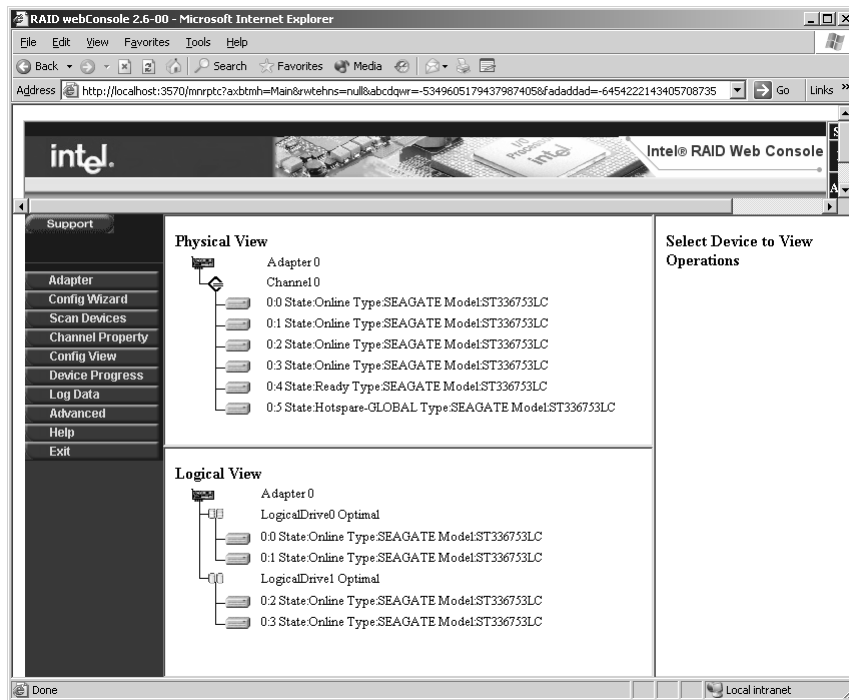 RAID webConsole 2.6-00 - Microsoft Internet Explorer
File Edit View Favorites Tools Help
Back Search Favorites Media
Address http://localhost:3570/mnrptc?axbtmh=Main&rwtehns=null&abcdqwr=-5349605179437987405&fadaddad=-6454222143405708735 Go Links »
intel.
I/O
Processor
intel
Intel® RAID Web Console
Support
Adapter
Config Wizard
Scan Devices
Channel Property
Config View
Device Progress
Log Data
Advanced
Help
Exit
Physical View
Adapter 0
Channel 0
0:0 State:Online Type:SEAGATE Model:ST336753LC
0:1 State:Online Type:SEAGATE Model:ST336753LC
0:2 State:Online Type:SEAGATE Model:ST336753LC
0:3 State:Online Type:SEAGATE Model:ST336753LC
0:4 State:Ready Type:SEAGATE Model:ST336753LC
0:5 State:Hotspare-GLOBAL Type:SEAGATE Model:ST336753LC
Logical View
Adapter 0
LogicalDrive0 Optimal
0:0 State:Online Type:SEAGATE Model:ST336753LC
0:1 State:Online Type:SEAGATE Model:ST336753LC
LogicalDrive1 Optimal
0:2 State:Online Type:SEAGATE Model:ST336753LC
0:3 State:Online Type:SEAGATE Model:ST336753LC
Select Device to View
Operations
Done
Local intranet